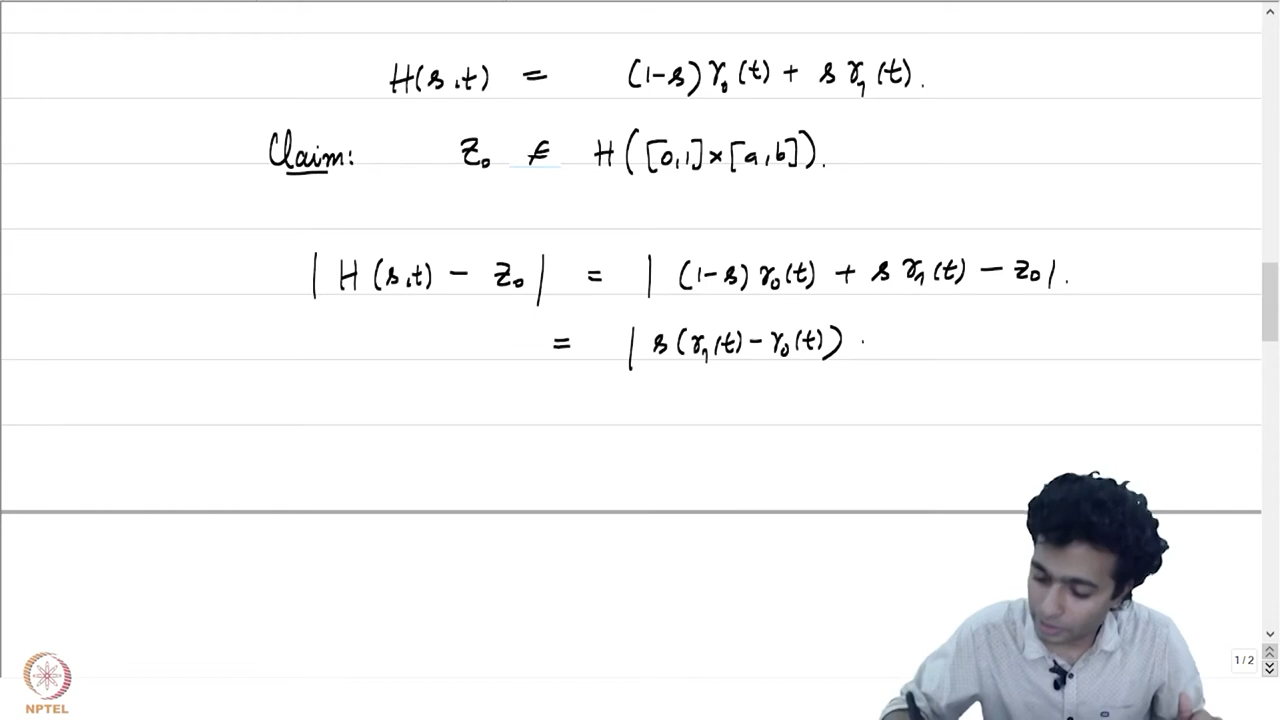 H(s,t) = (1-s) γ₀(t) + s γ₁(t).
Claim: z₀ ∉ H([0,1]×[a,b]).
| H(s,t) - z₀ | = | (1-s) γ₀(t) + s γ₁(t) - z₀ |.
= | s(γ₁(t) - γ₀(t)) .
1/2
NPTEL